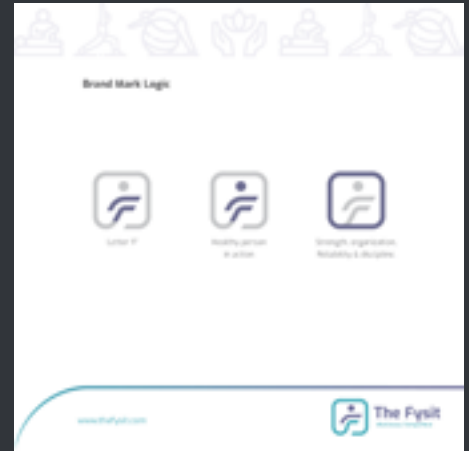 Brand Mark Logic
Letter 'F'
Healthy person
in action
Strength, organization,
Reliability & discipline
www.thefysit.com
The Fysit